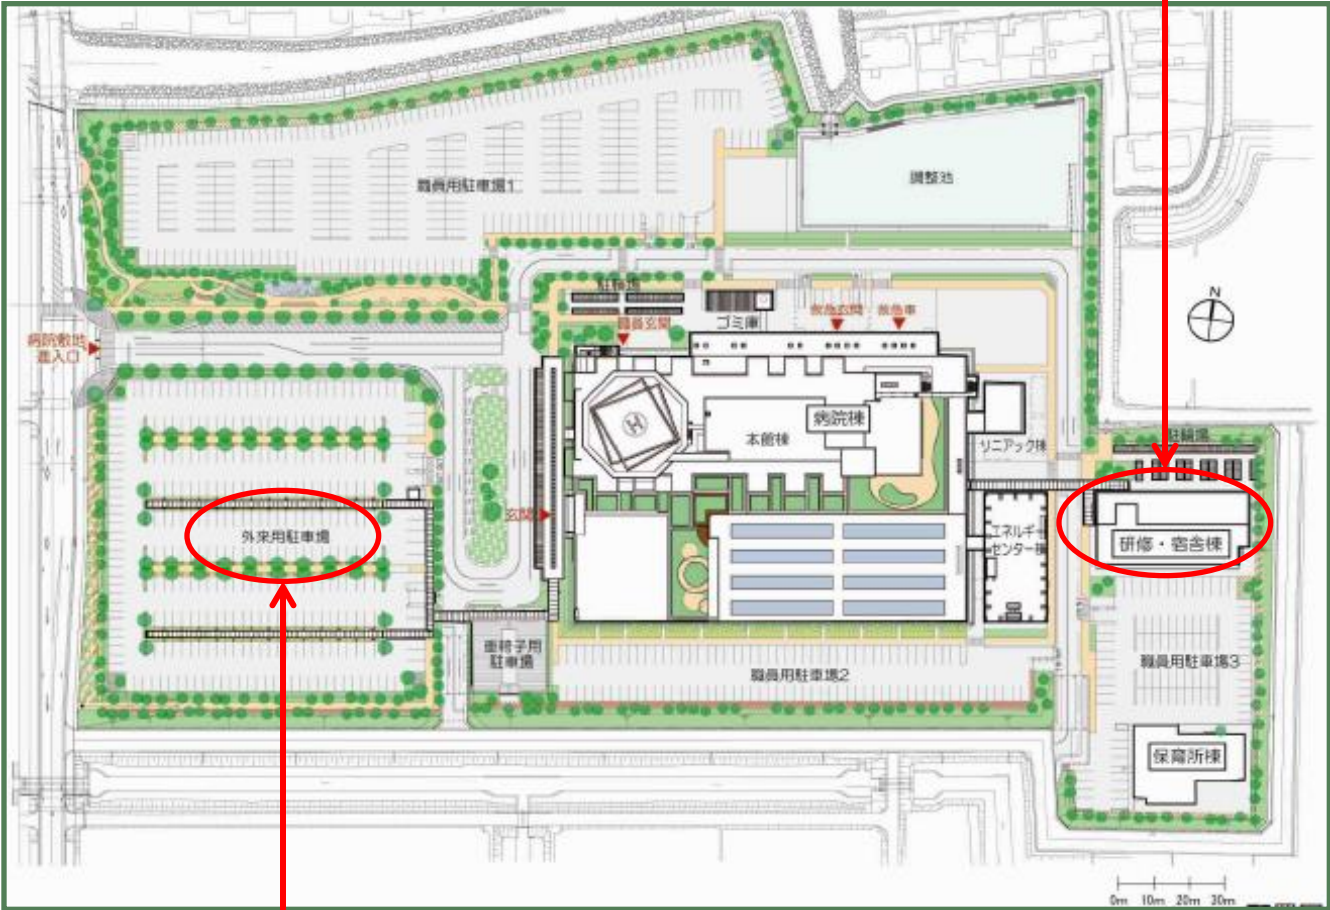 職員用駐車場1
調整池
N
駐輪場
ゴミ庫
救急玄関
救急車
職員玄関
病院敷地
進入口
H
本館棟
病院棟
リニアック棟
駐輪場
外来用駐車場
玄関
エネルギー
センター棟
研修・宿舎棟
車椅子用
駐車場
職員用駐車場2
職員用駐車場3
保育所棟
0m 10m 20m 30m